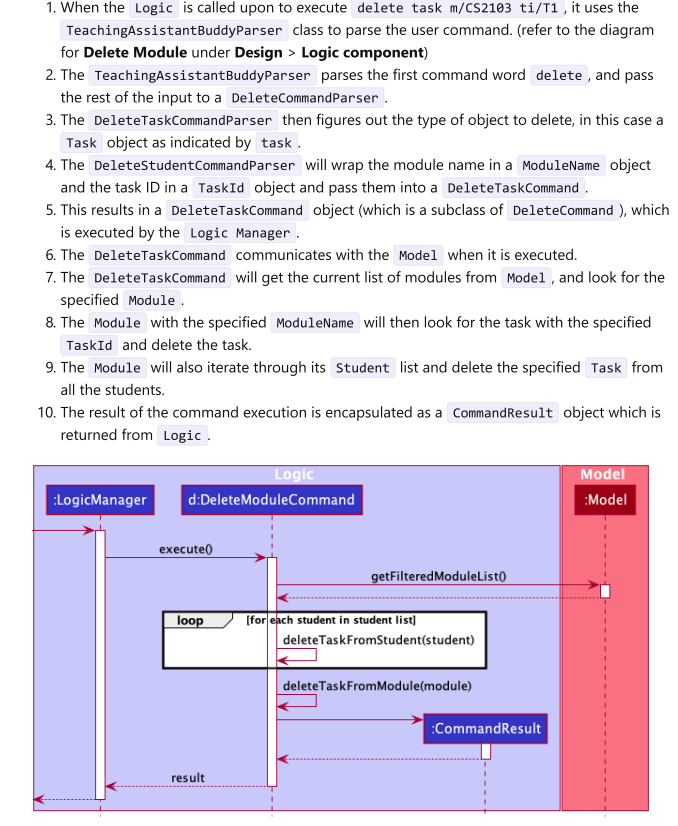 1. When the Logic is called upon to execute delete task m/CS2103 ti/T1 , it uses the
TeachingAssistantBuddyParser class to parse the user command. (refer to the diagram
for Delete Module under Design > Logic component)
2. The TeachingAssistantBuddyParser parses the first command word delete , and pass
the rest of the input to a DeleteCommandParser .
3. The DeleteTaskCommandParser then figures out the type of object to delete, in this case a
Task object as indicated by task .
4. The DeleteStudentCommandParser will wrap the module name in a ModuleName object
and the task ID in a TaskId object and pass them into a DeleteTaskCommand .
5. This results in a DeleteTaskCommand object (which is a subclass of DeleteCommand ), which
is executed by the Logic Manager .
6. The DeleteTaskCommand communicates with the Model when it is executed.
7. The DeleteTaskCommand will get the current list of modules from Model , and look for the
specified Module .
8. The Module with the specified ModuleName will then look for the task with the specified
TaskId and delete the task.
9. The Module will also iterate through its Student list and delete the specified Task from
all the students.
10. The result of the command execution is encapsulated as a CommandResult object which is
returned from Logic .
Logic Model
:LogicManager d:DeleteModuleCommand :Model
execute()
getFilteredModuleList()
loop [for each student in student list]
deleteTaskFromStudent(student)
deleteTaskFromModule(module)
:CommandResult
result